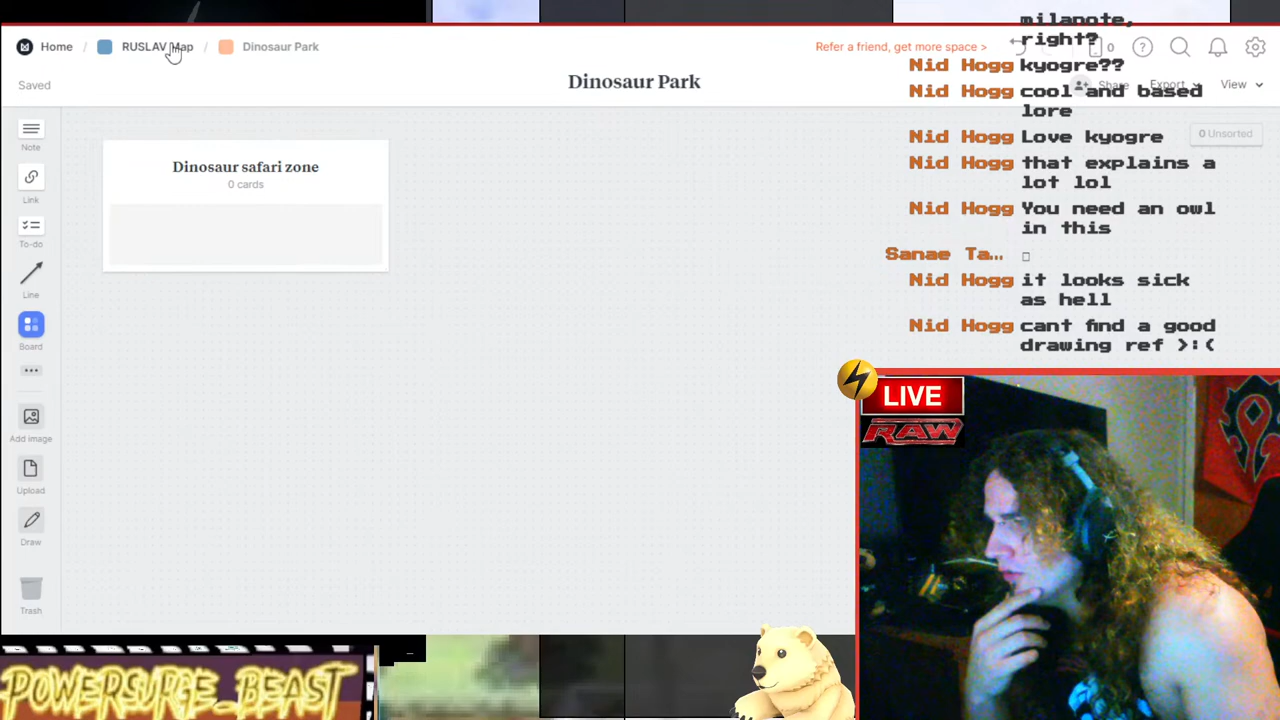 Home / RUSLAV Map / Dinosaur Park
Refer a friend, get more space >
0
Saved
Dinosaur Park
Share
Export
View
0 Unsorted
Note
Link
To-do
Line
Board
Add image
Upload
Draw
Trash
Dinosaur safari zone
0 cards
milanote,
right?
Nid Hogg kyogre??
Nid Hogg cool and based
lore
Nid Hogg Love kyogre
Nid Hogg that explains a
lot lol
Nid Hogg You need an owl
in this
Sanae Ta…
Nid Hogg it looks sick
as hell
Nid Hogg cant find a good
drawing ref >:(
LIVE
RAW
POWERSURGE_BEAST